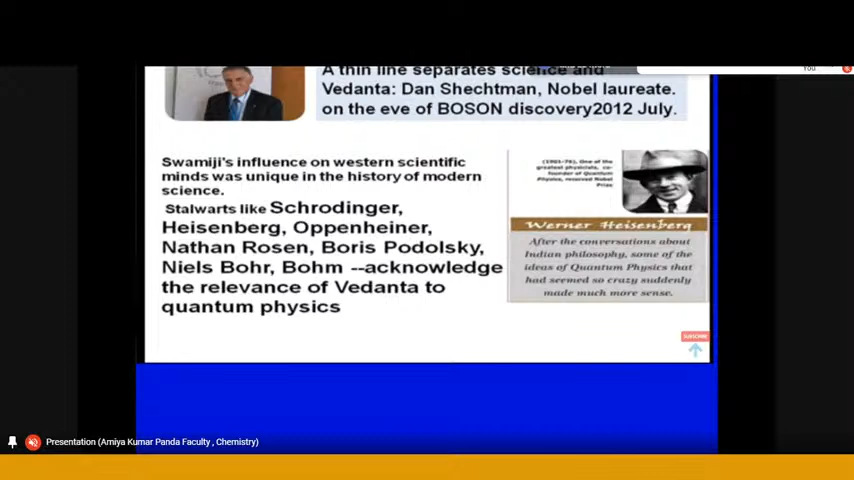 A thin line separates science and
Vedanta: Dan Shechtman, Nobel laureate.
on the eve of BOSON discovery2012 July.
You
Swamiji's influence on western scientific
minds was unique in the history of modern
science.
Stalwarts like Schrodinger,
Heisenberg, Oppenheiner,
Nathan Rosen, Boris Podolsky,
Niels Bohr, Bohm --acknowledge
the relevance of Vedanta to
quantum physics
One of the
greatest physicists, co-
founder of Quantum
Physics, received Nobel
Prize
Werner Heisenberg
After the conversations about
Indian philosophy, some of the
ideas of Quantum Physics that
had seemed so crazy suddenly
made much more sense.
Presentation (Amiya Kumar Panda Faculty , Chemistry)